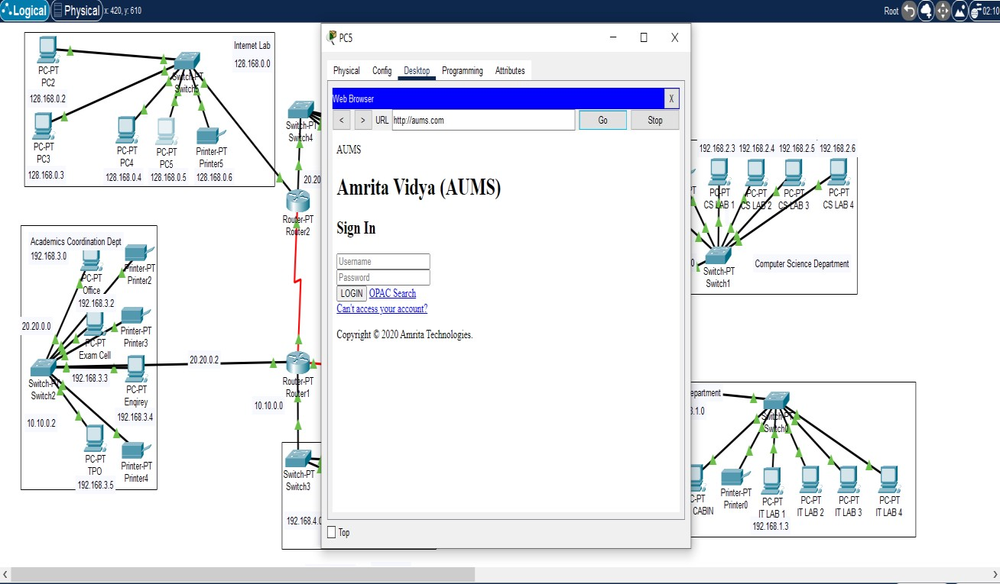 Logical Physical x: 420, y: 610
Root 02:10
Internet Lab
128.168.0.0
PC-PT
PC2
128.168.0.2
Switch-PT
Switch5
PC-PT
PC3
128.168.0.3
PC-PT
PC4
128.168.0.4
PC-PT
PC5
128.168.0.5
Printer-PT
Printer5
128.168.0.6
Switch-PT
Switch4
20.20
Router-PT
Router2
Academics Coordination Dept
192.168.3.0
PC-PT
Office
192.168.3.2
Printer-PT
Printer2
20.20.0.0
PC-PT
Exam Cell
192.168.3.3
Printer-PT
Printer3
Switch-PT
Switch2
20.20.0.2
PC-PT
Enqirey
192.168.3.4
10.10.0.2
PC-PT
TPO
192.168.3.5
Printer-PT
Printer4
Router-PT
Router1
10.10.0.0
Switch-PT
Switch3
192.168.4.0
PC5
Physical Config Desktop Programming Attributes
Web Browser X
< > URL http://aums.com Go Stop
AUMS
Amrita Vidya (AUMS)
Sign In
Username
Password
LOGIN OPAC Search
Can't access your account?
Copyright © 2020 Amrita Technologies.
Top
192.168.2.3 192.168.2.4 192.168.2.5 192.168.2.6
PC-PT
CS LAB 1
PC-PT
CS LAB 2
PC-PT
CS LAB 3
PC-PT
CS LAB 4
Switch-PT
Switch1
Computer Science Department
epartment
.1.0
Switch-PT
Switch0
C-PT
CABIN
Printer-PT
Printer0
PC-PT
IT LAB 1
192.168.1.3
PC-PT
IT LAB 2
PC-PT
IT LAB 3
PC-PT
IT LAB 4